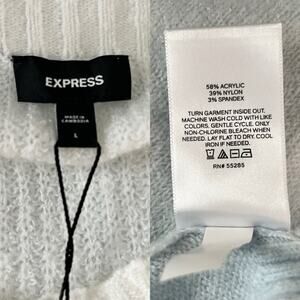 EXPRESS
MADE IN
CAMBODIA
L
58% ACRYLIC
39% NYLON
3% SPANDEX
TURN GARMENT INSIDE OUT.
MACHINE WASH COLD WITH LIKE
COLORS, GENTLE CYCLE. ONLY
NON-CHLORINE BLEACH WHEN
NEEDED. LAY FLAT TO DRY. COOL
IRON IF NEEDED.
RN# 55285